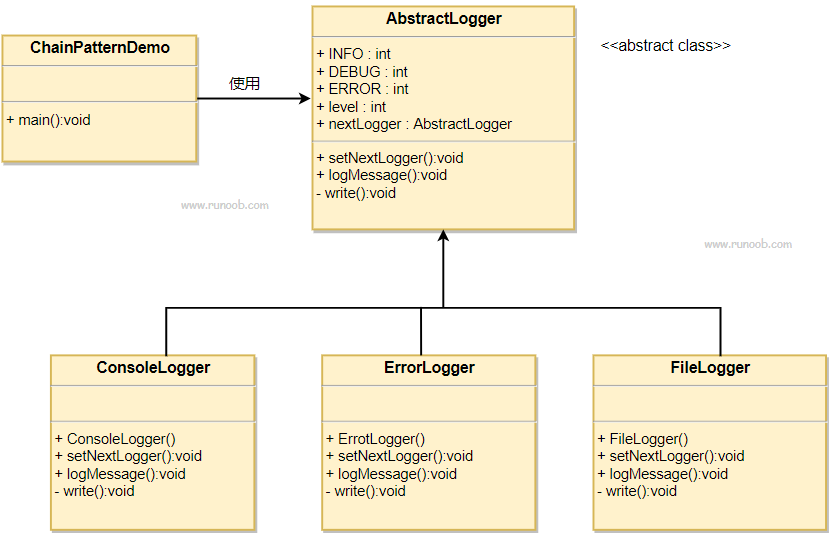 ChainPatternDemo
+ main():void
使用
AbstractLogger
+ INFO : int
+ DEBUG : int
+ ERROR : int
+ level : int
+ nextLogger : AbstractLogger
+ setNextLogger():void
+ logMessage():void
- write():void
<<abstract class>>
www.runoob.com
www.runoob.com
ConsoleLogger
+ ConsoleLogger()
+ setNextLogger():void
+ logMessage():void
- write():void
ErrorLogger
+ ErrotLogger()
+ setNextLogger():void
+ logMessage():void
- write():void
FileLogger
+ FileLogger()
+ setNextLogger():void
+ logMessage():void
- write():void